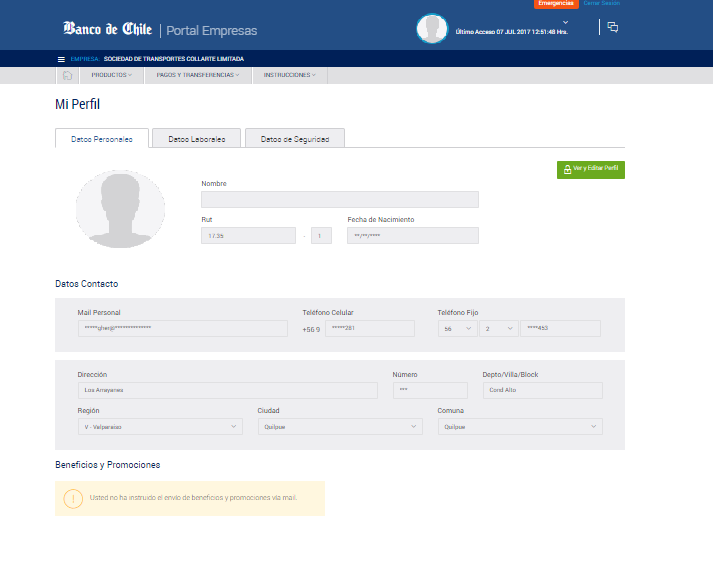 Emergencias Cerrar Sesión
Banco de Chile | Portal Empresas
Último Acceso 07 JUL 2017 12:51:48 Hrs.
EMPRESA: SOCIEDAD DE TRANSPORTES COLLARTE LIMITADA
PRODUCTOS PAGOS Y TRANSFERENCIAS INSTRUCCIONES
Mi Perfil
Datos Personales Datos Laborales Datos de Seguridad
Ver y Editar Perfil
Nombre
Rut Fecha de Nacimiento
17.35 - 1 **/**/****
Datos Contacto
Mail Personal Teléfono Celular Teléfono Fijo
*****gher@************** +56 9 *****281 56 2 ****453
Dirección Número Depto/Villa/Block
Los Arrayanes *** Cond Alto
Región Ciudad Comuna
V - Valparaiso Quilpue Quilpue
Beneficios y Promociones
! Usted no ha instruido el envío de beneficios y promociones vía mail.